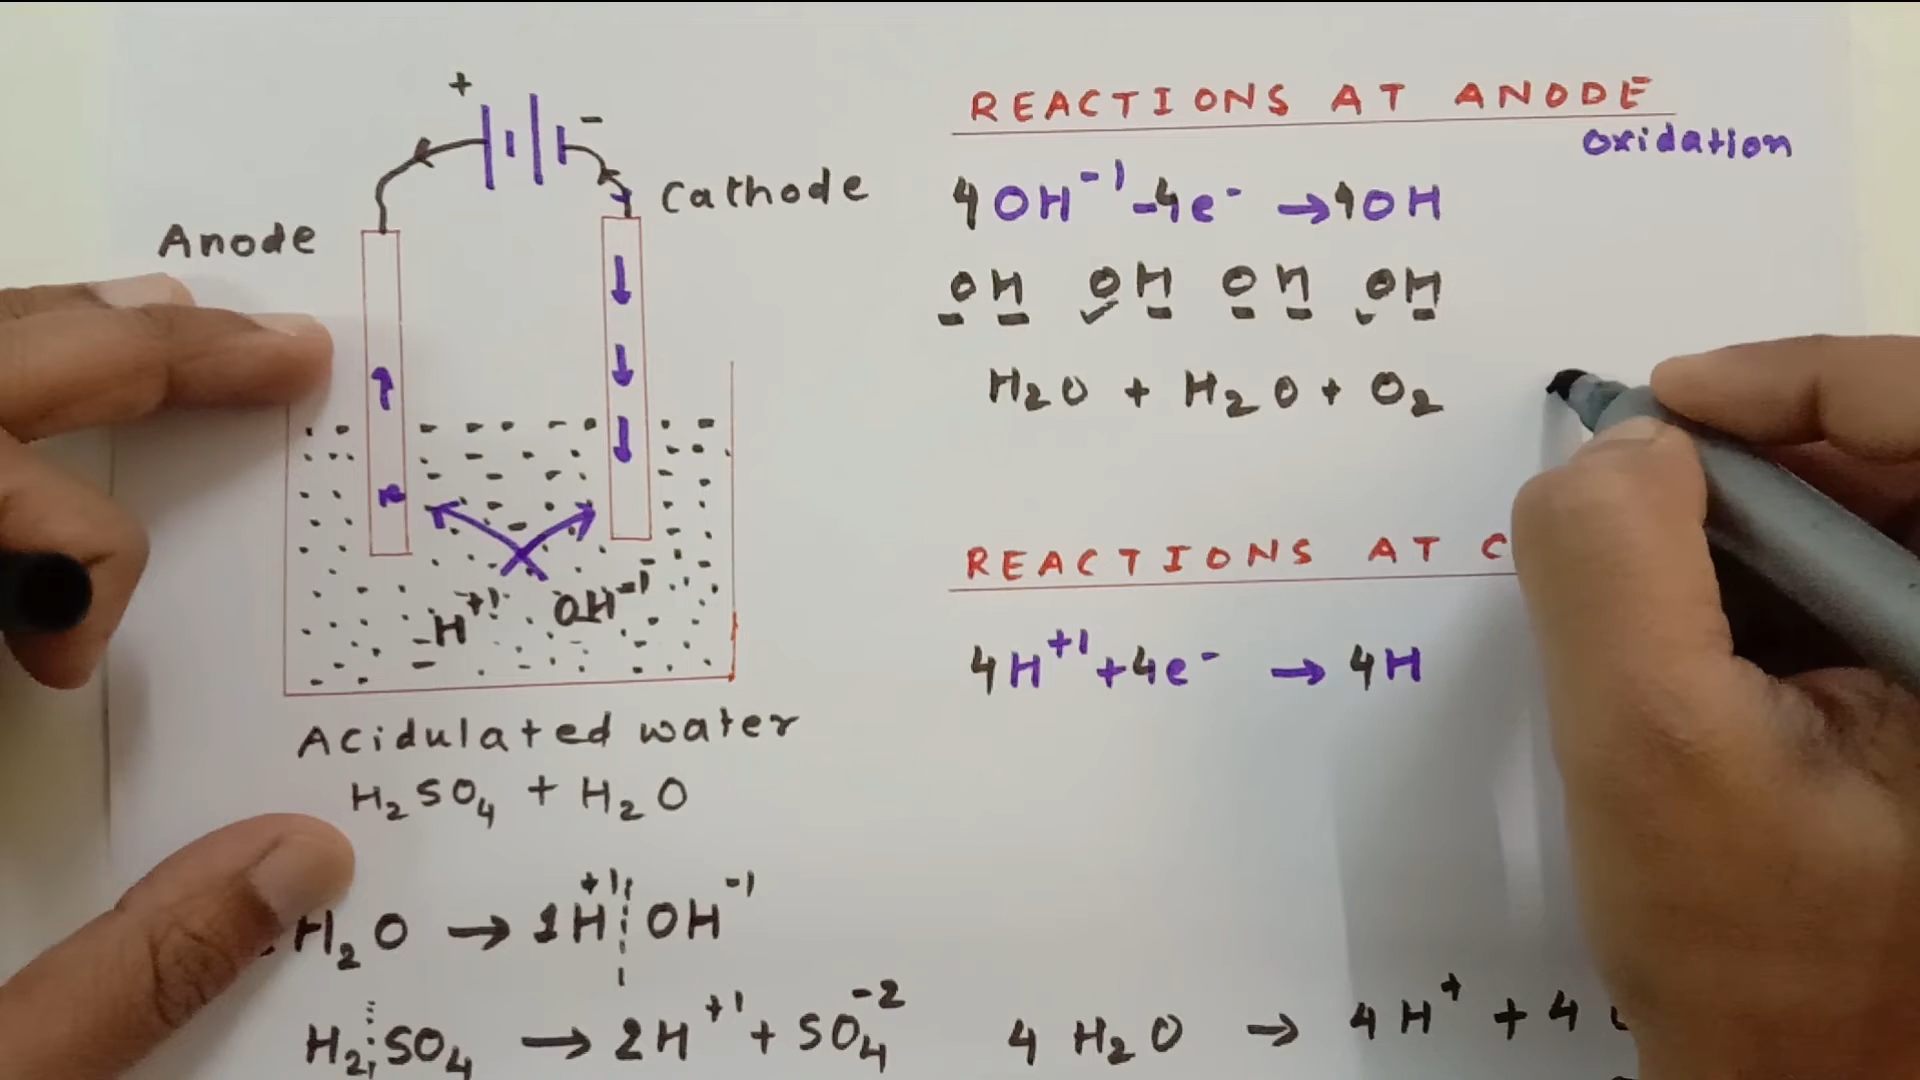 + -
Cathode
Anode
H⁺¹ OH⁻¹
Acidulated water
H₂SO₄ + H₂O
H₂O → 1H⁺¹ OH⁻¹
H₂SO₄ → 2H⁺¹ + SO₄⁻²
REACTIONS AT ANODE
oxidation
4OH⁻¹ -4e⁻ → 4OH
OH OH OH OH
H₂O + H₂O + O₂
REACTIONS AT C
4H⁺¹ +4e⁻ → 4H
4 H₂O → 4H⁺ + 4